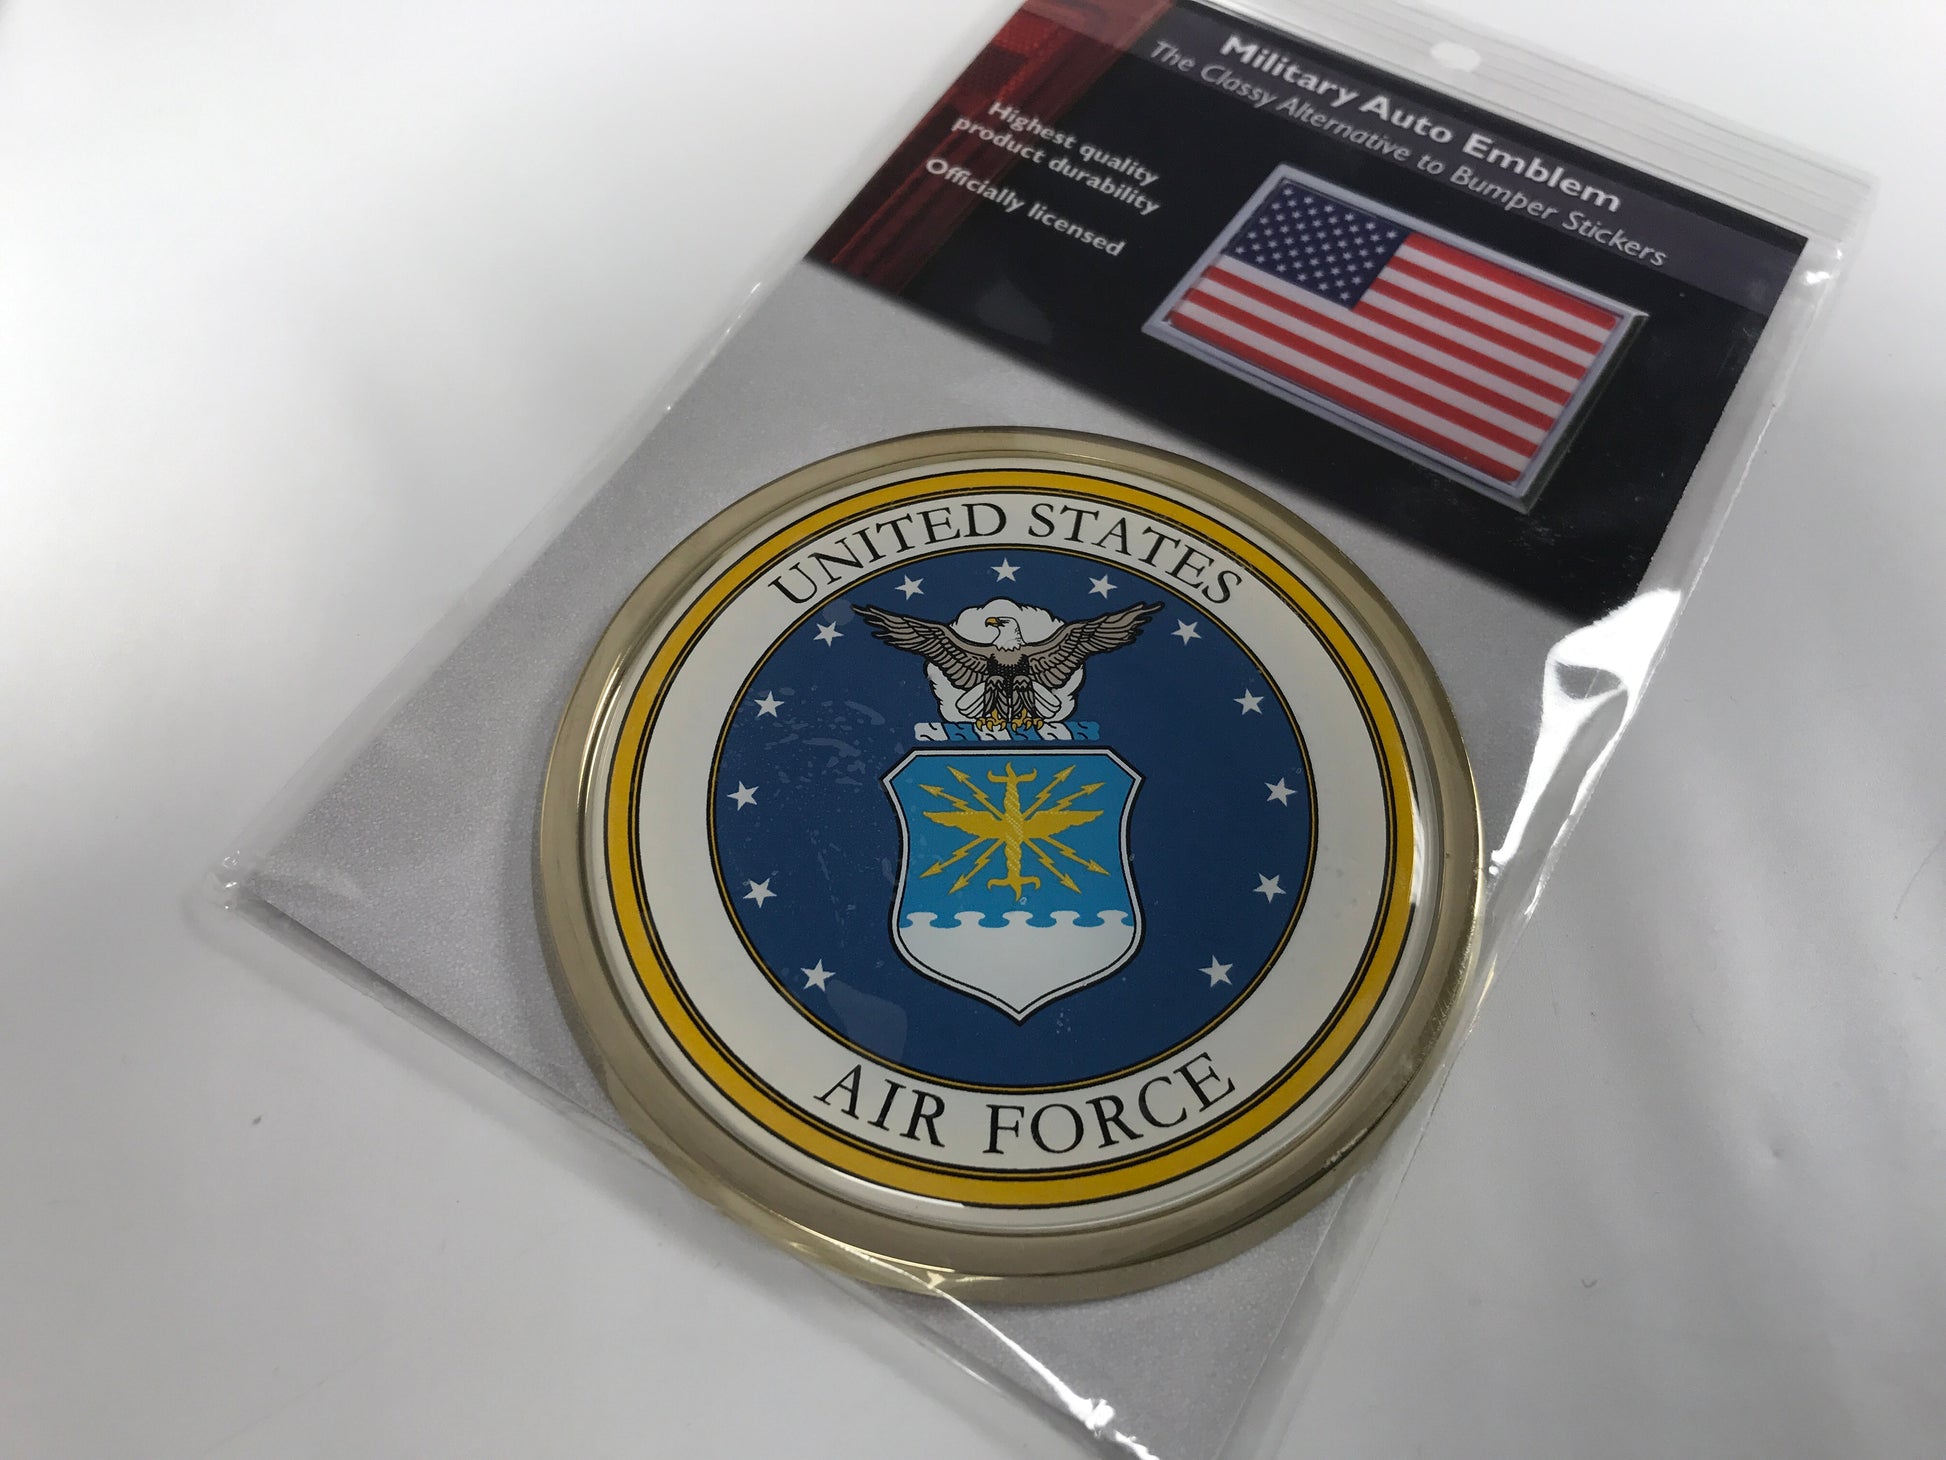 Military Auto Emblem
The Classy Alternative to Bumper Stickers
Highest quality
product durability
Officially licensed
UNITED STATES
AIR FORCE